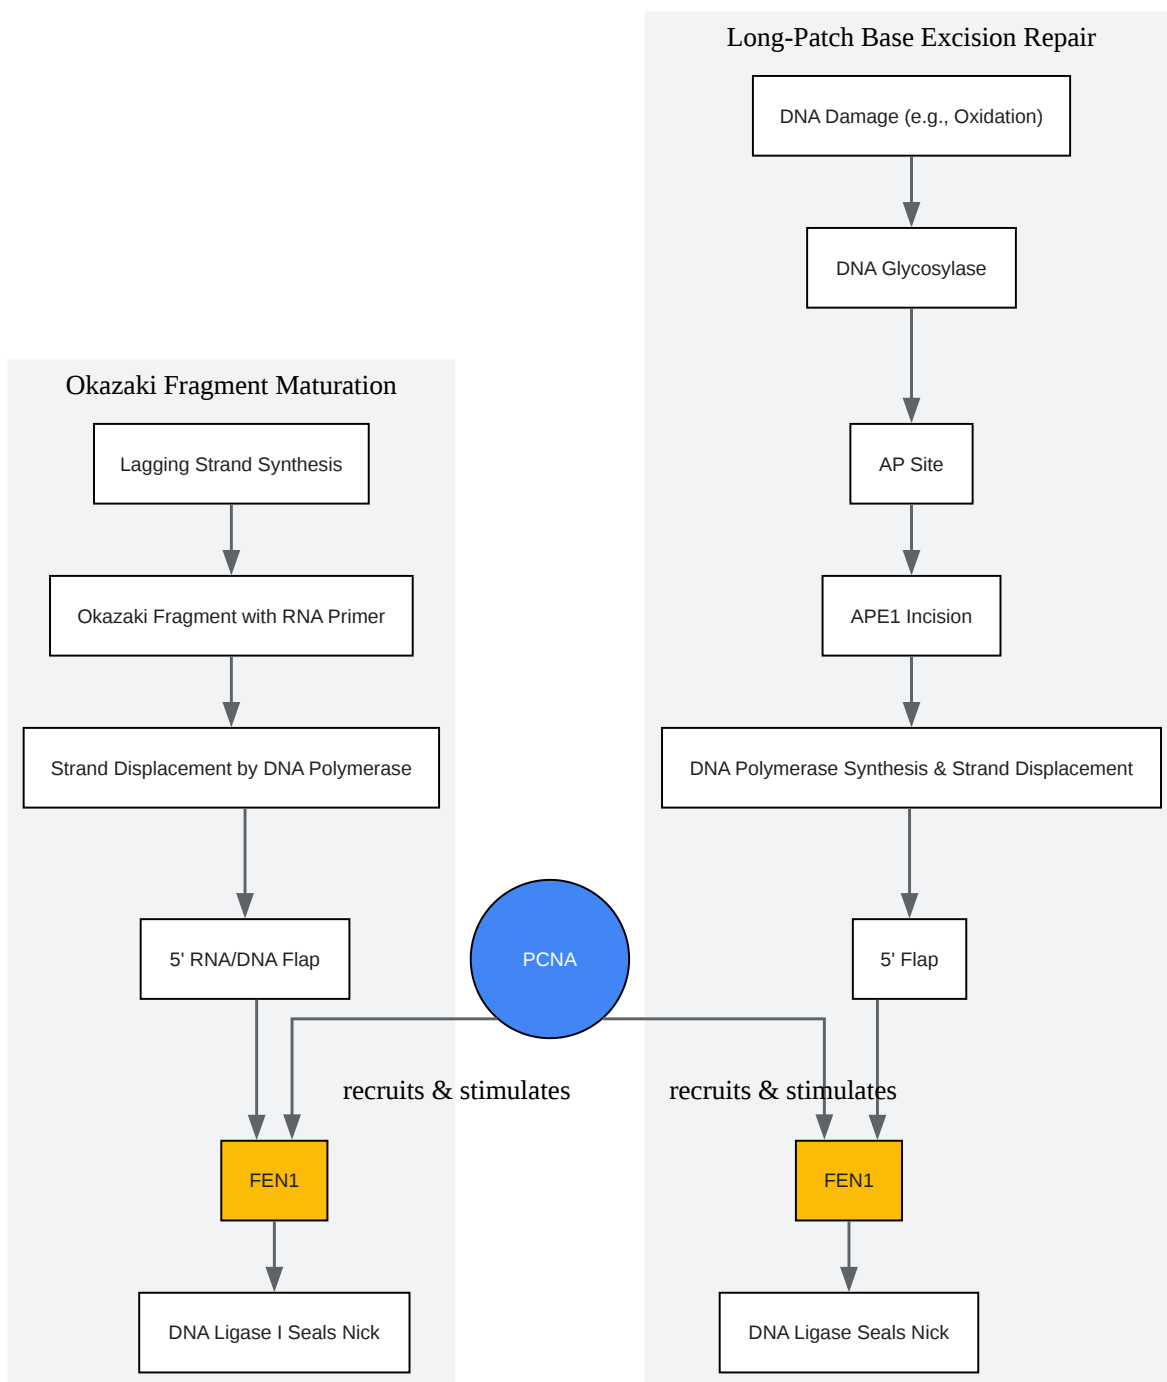 Long-Patch Base Excision Repair
DNA Damage (e.g., Oxidation)
DNA Glycosylase
Okazaki Fragment Maturation
Lagging Strand Synthesis
AP Site
Okazaki Fragment with RNA Primer
APE1 Incision
Strand Displacement by DNA Polymerase
DNA Polymerase Synthesis & Strand Displacement
5' RNA/DNA Flap
PCNA
5' Flap
recruits & stimulates
recruits & stimulates
FEN1
FEN1
DNA Ligase I Seals Nick
DNA Ligase Seals Nick